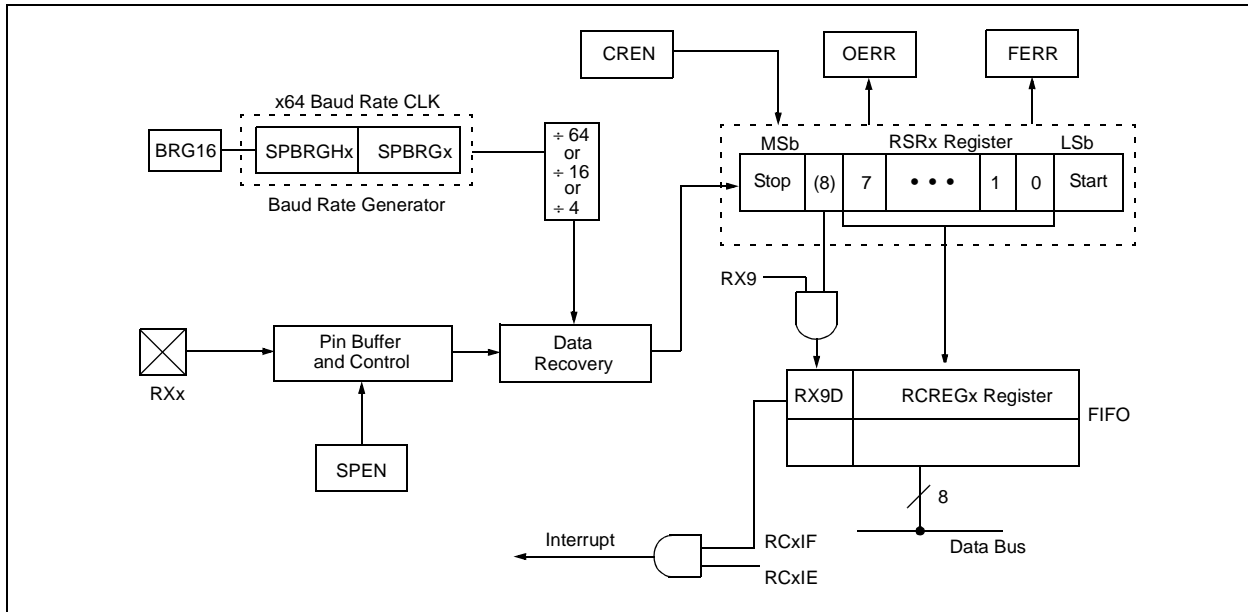 CREN
OERR
FERR
x64 Baud Rate CLK
BRG16
SPBRGHx
SPBRGx
Baud Rate Generator
÷ 64
or
÷ 16
or
÷ 4
MSb
RSRx Register
LSb
Stop
(8)
7
• • •
1
0
Start
RX9
RXx
Pin Buffer
and Control
Data
Recovery
SPEN
RX9D
RCREGx Register
FIFO
8
Data Bus
Interrupt
RCxIF
RCxIE